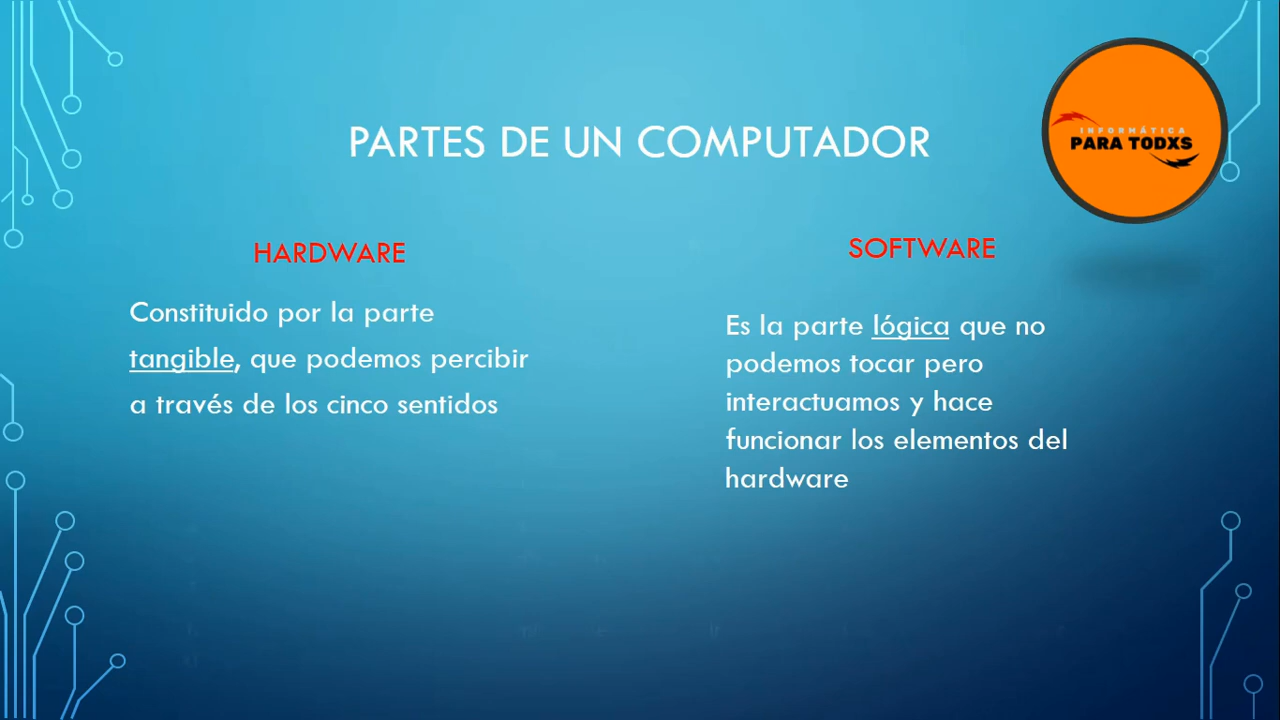 PARTES DE UN COMPUTADOR
INFORMÁTICA
PARA TODXS
HARDWARE
Constituido por la parte
tangible, que podemos percibir
a través de los cinco sentidos
SOFTWARE
Es la parte lógica que no
podemos tocar pero
interactuamos y hace
funcionar los elementos del
hardware